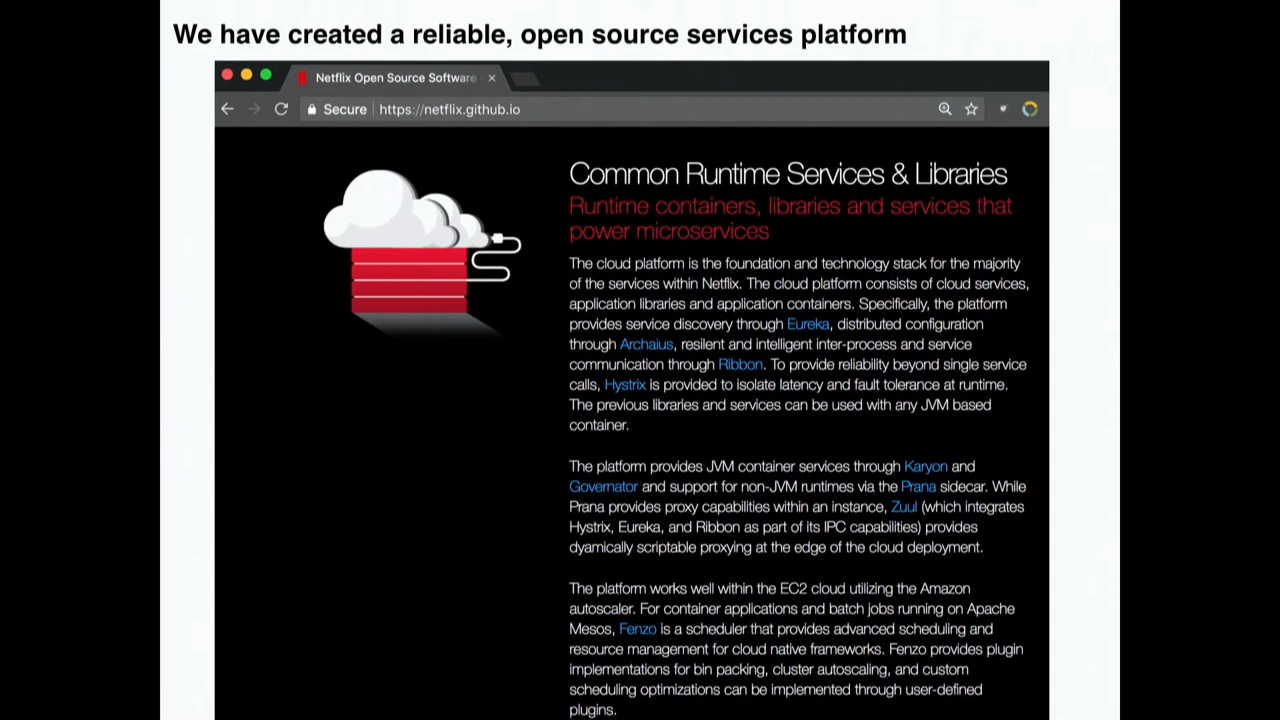 We have created a reliable, open source services platform
Netflix Open Source Software
Secure
https://netflix.github.io
Common Runtime Services & Libraries
Runtime containers, libraries and services that
power microservices
The cloud platform is the foundation and technology stack for the majority
of the services within Netflix. The cloud platform consists of cloud services,
application libraries and application containers. Specifically, the platform
provides service discovery through Eureka, distributed configuration
through Archaius, resilent and intelligent inter-process and service
communication through Ribbon. To provide reliability beyond single service
calls, Hystrix is provided to isolate latency and fault tolerance at runtime.
The previous libraries and services can be used with any JVM based
container.
The platform provides JVM container services through Karyon and
Governator and support for non-JVM runtimes via the Prana sidecar. While
Prana provides proxy capabilities within an instance, Zuul (which integrates
Hystrix, Eureka, and Ribbon as part of its IPC capabilities) provides
dyamically scriptable proxying at the edge of the cloud deployment.
The platform works well within the EC2 cloud utilizing the Amazon
autoscaler. For container applications and batch jobs running on Apache
Mesos, Fenzo is a scheduler that provides advanced scheduling and
resource management for cloud native frameworks. Fenzo provides plugin
implementations for bin packing, cluster autoscaling, and custom
scheduling optimizations can be implemented through user-defined
plugins.